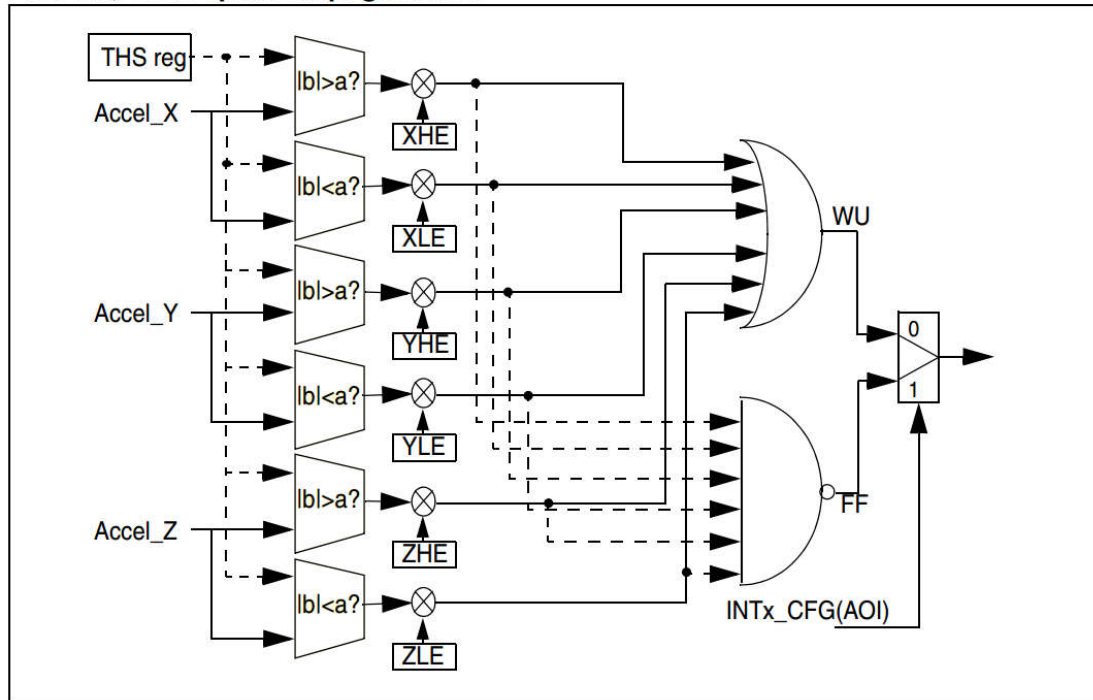 THS reg
Accel_X
|b|>a?
XHE
|b|<a?
XLE
Accel_Y
|b|>a?
YHE
|b|<a?
YLE
Accel_Z
|b|>a?
ZHE
|b|<a?
ZLE
WU
0
1
FF
INTx_CFG(AOI)